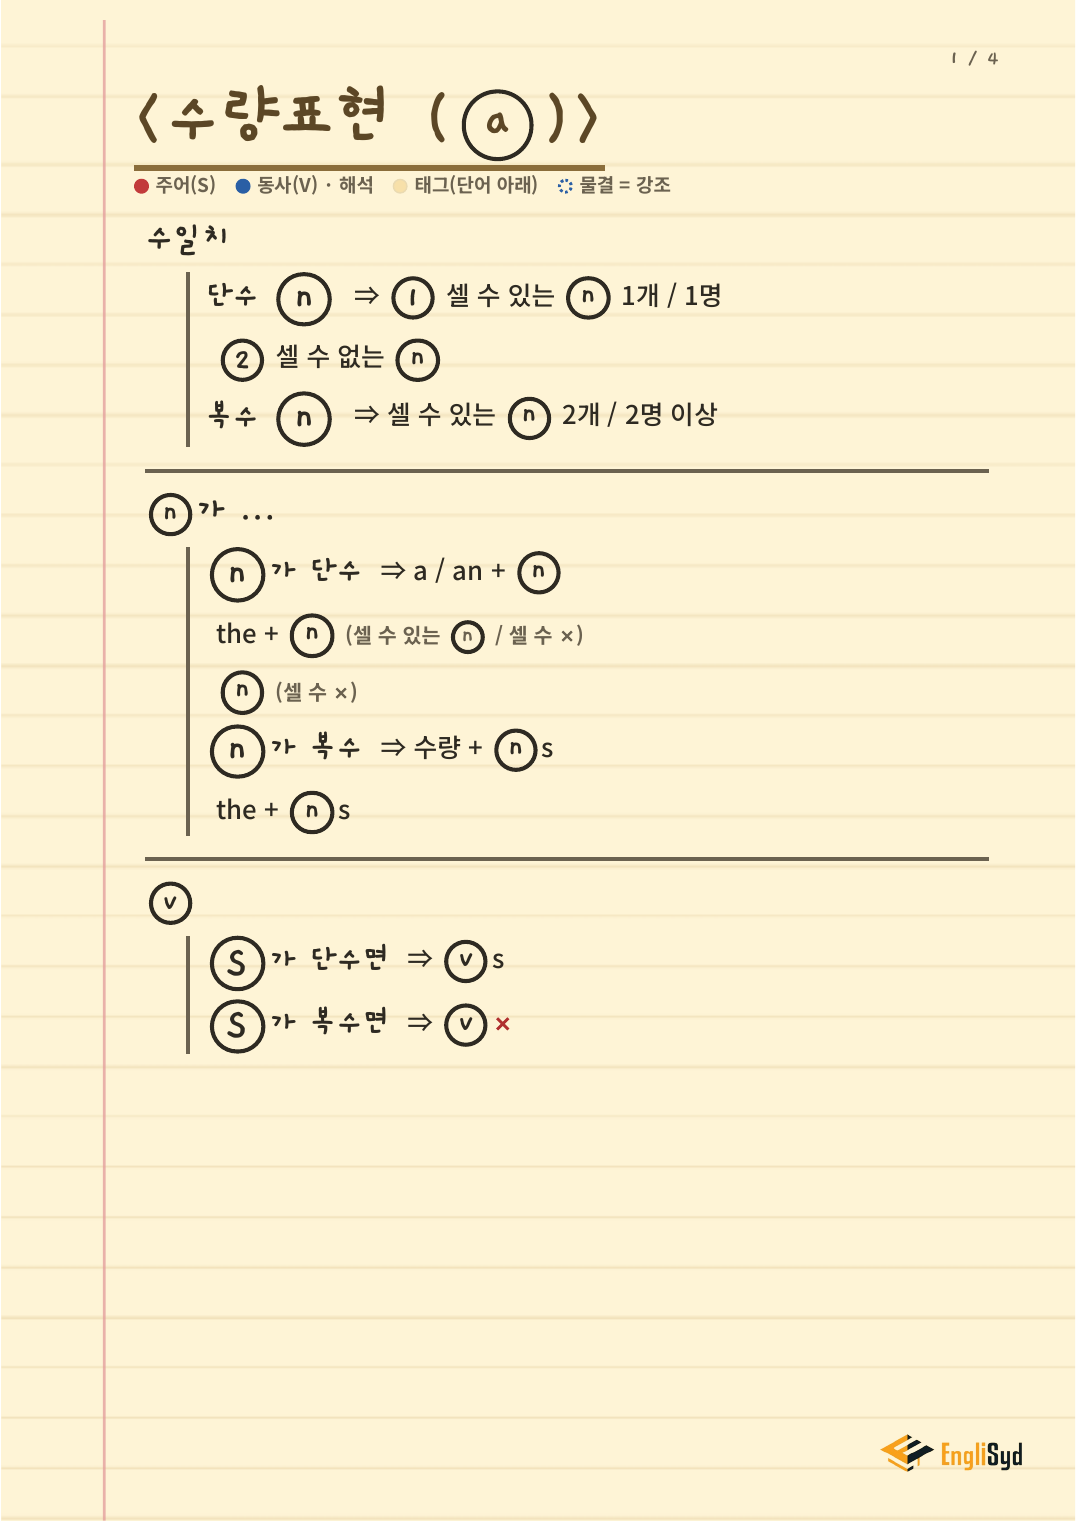 1 / 4
<수량표현 (ⓐ)>
주어(S) 동사(V) · 해석 태그(단어 아래) 물결 = 강조
수일치
단수 ⓝ ⇒ ① 셀 수 있는 ⓝ 1개 / 1명
② 셀 수 없는 ⓝ
복수 ⓝ ⇒ 셀 수 있는 ⓝ 2개 / 2명 이상
ⓝ가 ...
ⓝ가 단수 ⇒ a / an + ⓝ
the + ⓝ (셀 수 있는 ⓝ / 셀 수 ×)
ⓝ (셀 수 ×)
ⓝ가 복수 ⇒ 수량 + ⓝs
the + ⓝs
ⓥ
Ⓢ가 단수면 ⇒ ⓥs
Ⓢ가 복수면 ⇒ ⓥ×
EngliSyd